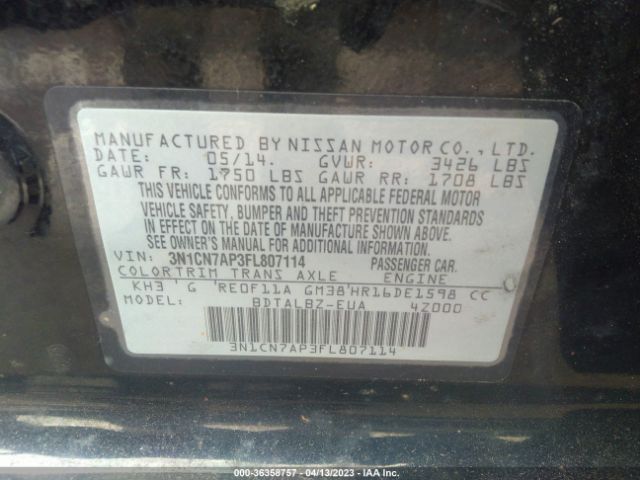 MANUFACTURED BY NISSAN MOTOR CO., LTD.
DATE: 05/14. GVWR: 3426 LBS
GAWR FR: 1750 LBS GAWR RR: 1708 LBS
THIS VEHICLE CONFORMS TO ALL APPLICABLE FEDERAL MOTOR
VEHICLE SAFETY, BUMPER AND THEFT PREVENTION STANDARDS
IN EFFECT ON THE DATE OF MANUFACTURE SHOWN ABOVE.
SEE OWNER'S MANUAL FOR ADDITIONAL INFORMATION.
VIN: 3N1CN7AP3FL807114 PASSENGER CAR.
COLOR TRIM TRANS AXLE ENGINE
KH3 G RE0F11A GM38 HR16DE1598 CC
MODEL: BDTALBZ-EUA 4Z000
3N1CN7AP3FL807114
000-36358757 - 04/13/2023 - IAA